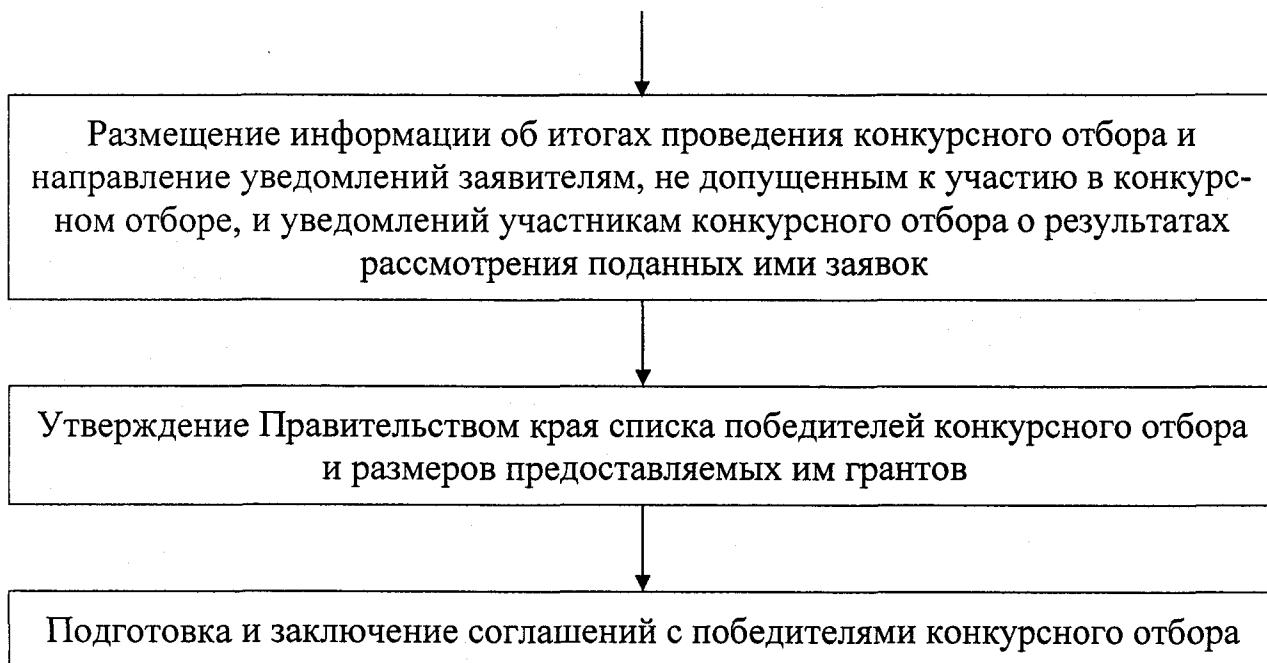 Размещение информации об итогах проведения конкурсного отбора и
направление уведомлений заявителям, не допущенным к участию в конкурс-
ном отборе, и уведомлений участникам конкурсного отбора о результатах
рассмотрения поданных ими заявок
Утверждение Правительством края списка победителей конкурсного отбора
и размеров предоставляемых им грантов
Подготовка и заключение соглашений с победителями конкурсного отбора